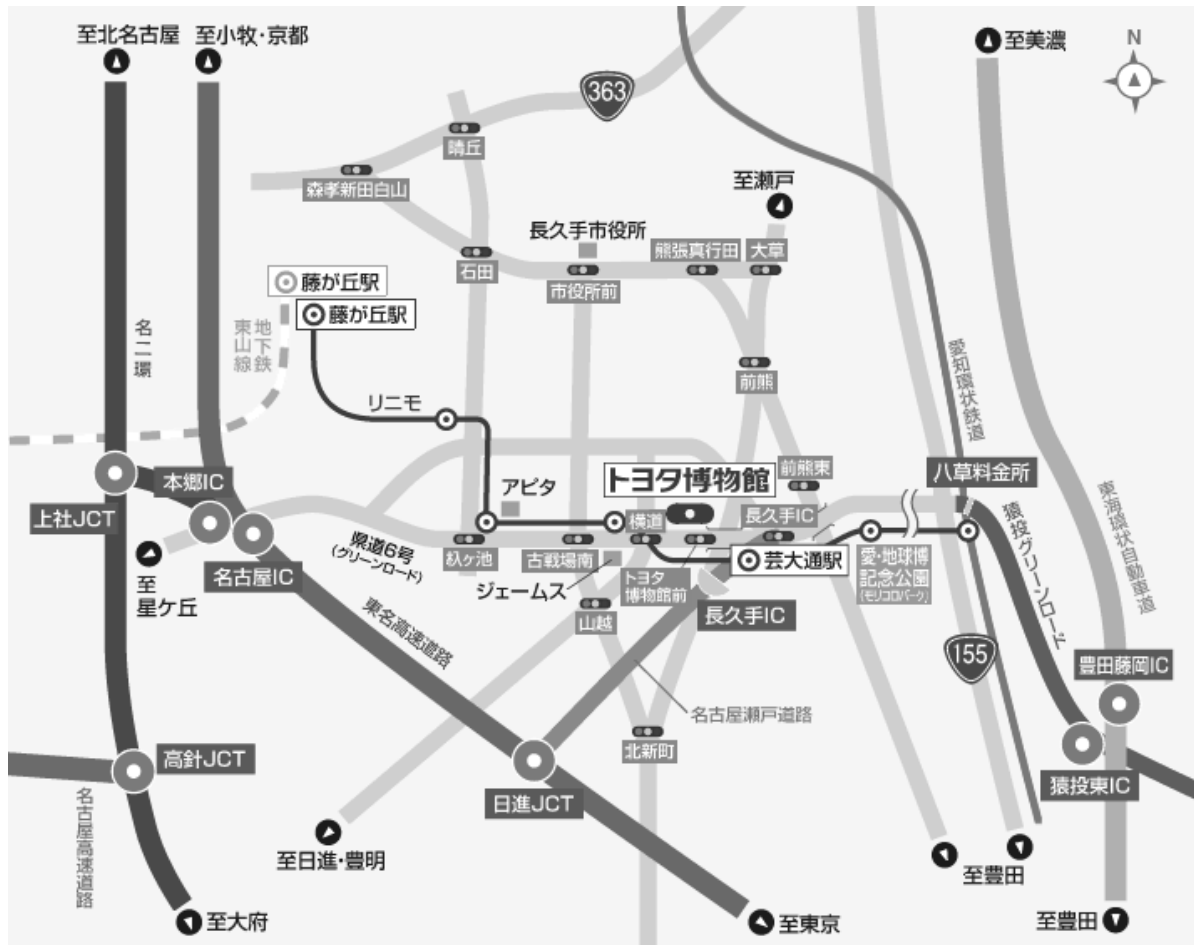 至北名古屋
至小牧・京都
363
至美濃
N
晴丘
森孝新田白山
至瀬戸
長久手市役所
熊張真行田
大草
石田
市役所前
藤が丘駅
藤が丘駅
名二環
地下鉄
東山線
前熊
愛知環状鉄道
リニモ
本郷IC
アピタ
トヨタ博物館
前熊東
八草料金所
上社JCT
横道
長久手IC
東海環状自動車道
猿投グリーンロード
県道6号
(グリーンロード)
杁ヶ池
古戦場南
芸大通駅
愛・地球博
記念公園
(モリコロパーク)
至
星ケ丘
名古屋IC
ジェームス
トヨタ
博物館前
長久手IC
山越
東名高速道路
155
豊田藤岡IC
名古屋瀬戸道路
北新町
高針JCT
日進JCT
猿投東IC
名古屋高速道路
至日進・豊明
至豊田
至大府
至東京
至豊田